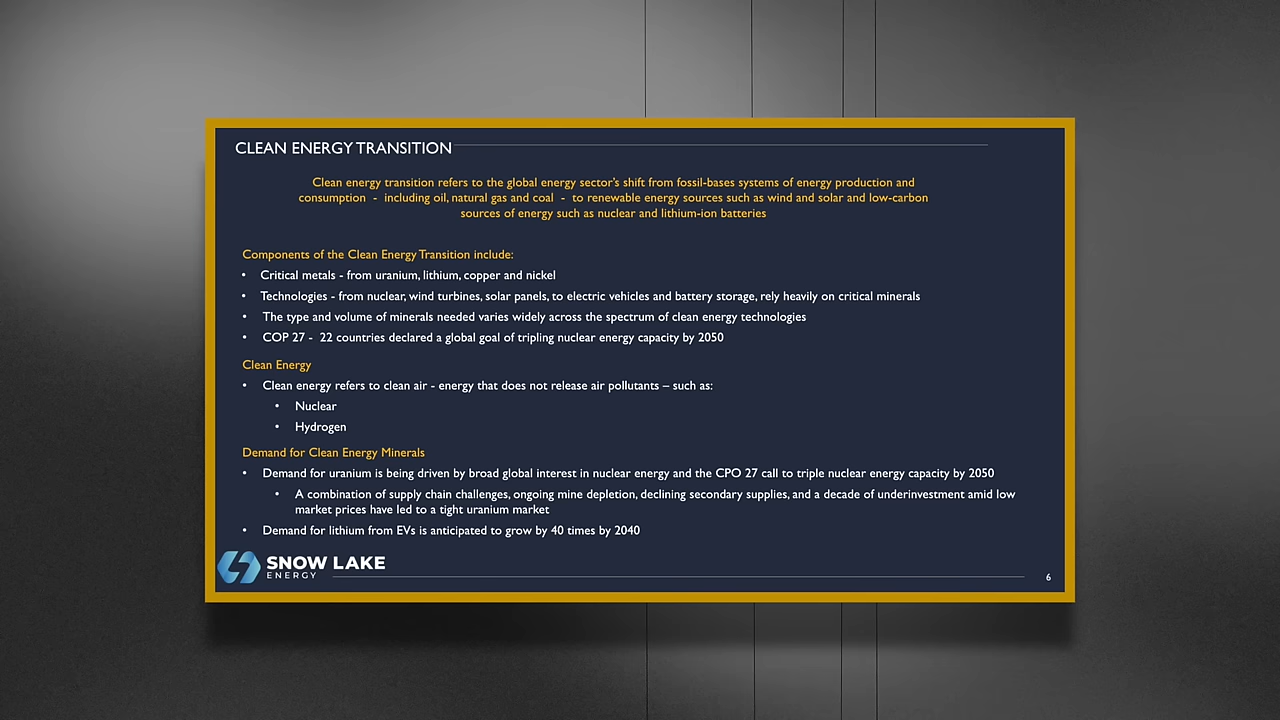 CLEAN ENERGY TRANSITION
Clean energy transition refers to the global energy sector's shift from fossil-bases systems of energy production and
consumption - including oil, natural gas and coal - to renewable energy sources such as wind and solar and low-carbon
sources of energy such as nuclear and lithium-ion batteries
Components of the Clean Energy Transition include:
• Critical metals - from uranium, lithium, copper and nickel
• Technologies - from nuclear, wind turbines, solar panels, to electric vehicles and battery storage, rely heavily on critical minerals
• The type and volume of minerals needed varies widely across the spectrum of clean energy technologies
• COP 27 - 22 countries declared a global goal of tripling nuclear energy capacity by 2050
Clean Energy
• Clean energy refers to clean air - energy that does not release air pollutants – such as:
• Nuclear
• Hydrogen
Demand for Clean Energy Minerals
• Demand for uranium is being driven by broad global interest in nuclear energy and the CPO 27 call to triple nuclear energy capacity by 2050
• A combination of supply chain challenges, ongoing mine depletion, declining secondary supplies, and a decade of underinvestment amid low
market prices have led to a tight uranium market
• Demand for lithium from EVs is anticipated to grow by 40 times by 2040
SNOW LAKE
ENERGY
6